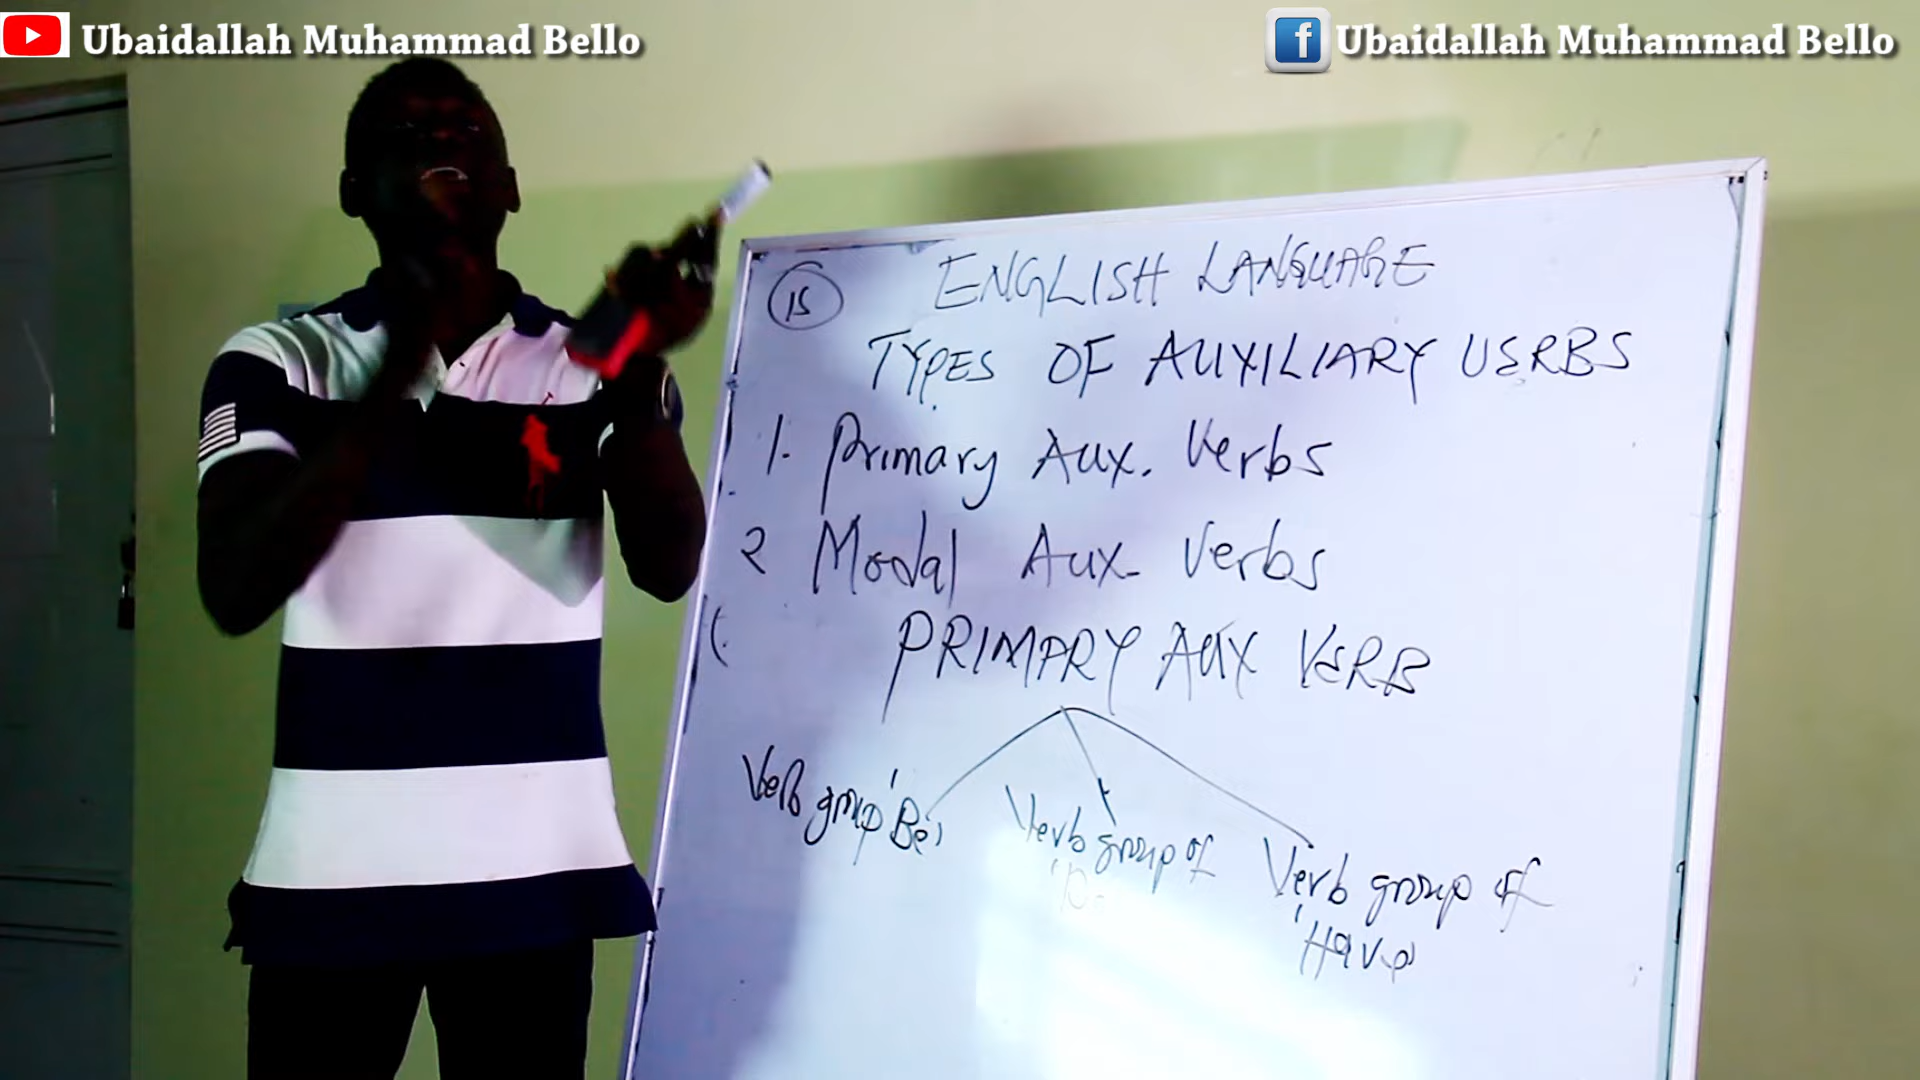 Ubaidallah Muhammad Bello
Ubaidallah Muhammad Bello
15
ENGLISH LANGUAGE
TYPES OF AUXILIARY VERBS
1. Primary Aux. Verbs
2 Modal Aux. Verbs
PRIMARY AUX VERB
Verb group 'Be'
Verb group of
'Do'
Verb group of
'Have'